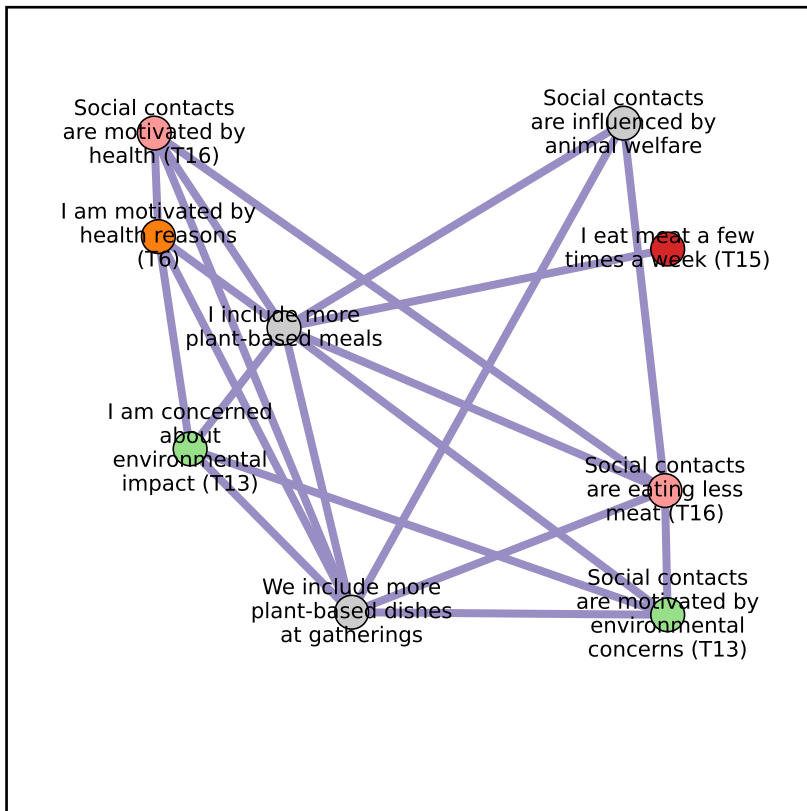 Social contacts
are motivated by
health (T16)
Social contacts
are influenced by
animal welfare
I am motivated by
health reasons
(T6)
I eat meat a few
times a week (T15)
I include more
plant-based meals
I am concerned
about
environmental
impact (T13)
Social contacts
are eating less
meat (T16)
We include more
plant-based dishes
at gatherings
Social contacts
are motivated by
environmental
concerns (T13)